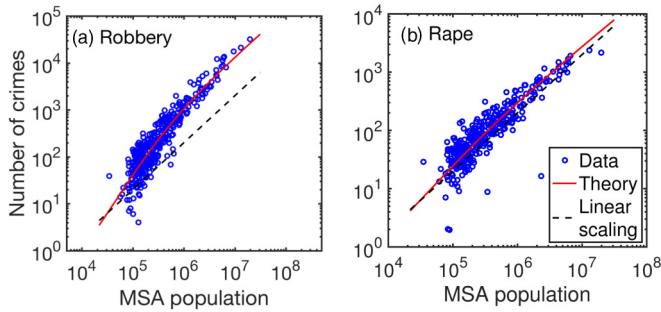 (a) Robbery
Number of crimes
10^5
10^4
10^3
10^2
10^1
10^0
10^4 10^5 10^6 10^7 10^8
MSA population
(b) Rape
10^4
10^3
10^2
10^1
10^0
10^4 10^5 10^6 10^7 10^8
MSA population
Data
Theory
Linear
scaling